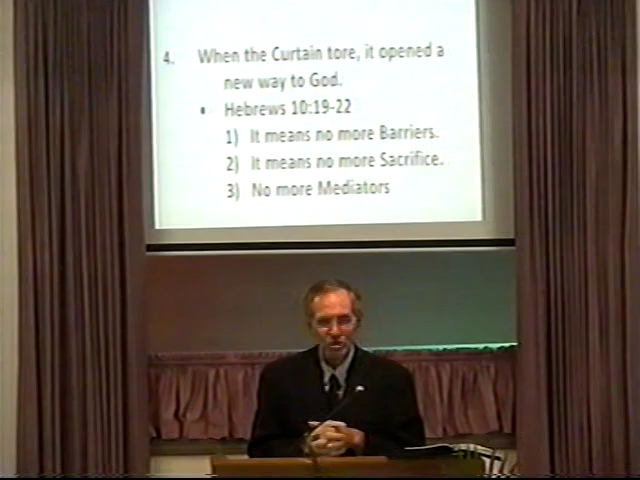 4. When the Curtain tore, it opened a
new way to God.
• Hebrews 10:19-22
1) It means no more Barriers.
2) It means no more Sacrifice.
3) No more Mediators